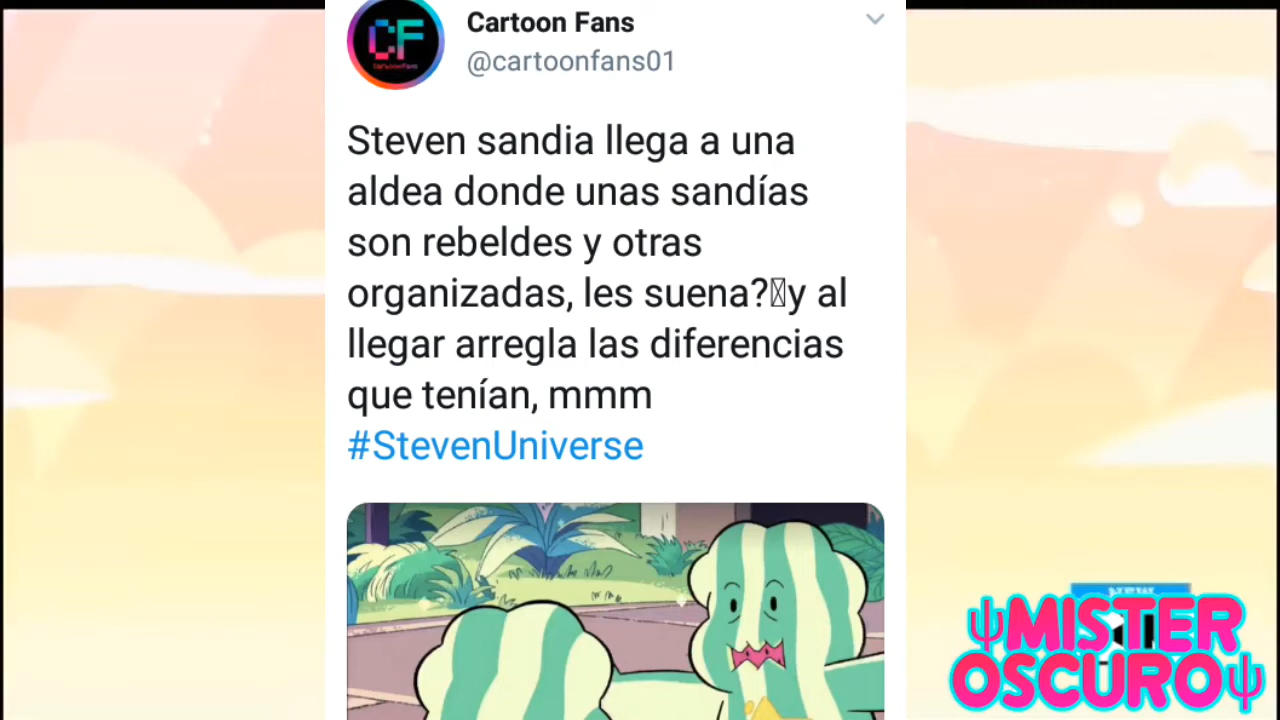 CF
Cartoon Fans
@cartoonfans01
Steven sandia llega a una
aldea donde unas sandías
son rebeldes y otras
organizadas, les suena?y al
llegar arregla las diferencias
que tenían, mmm
#StevenUniverse
MISTER
OSCURO